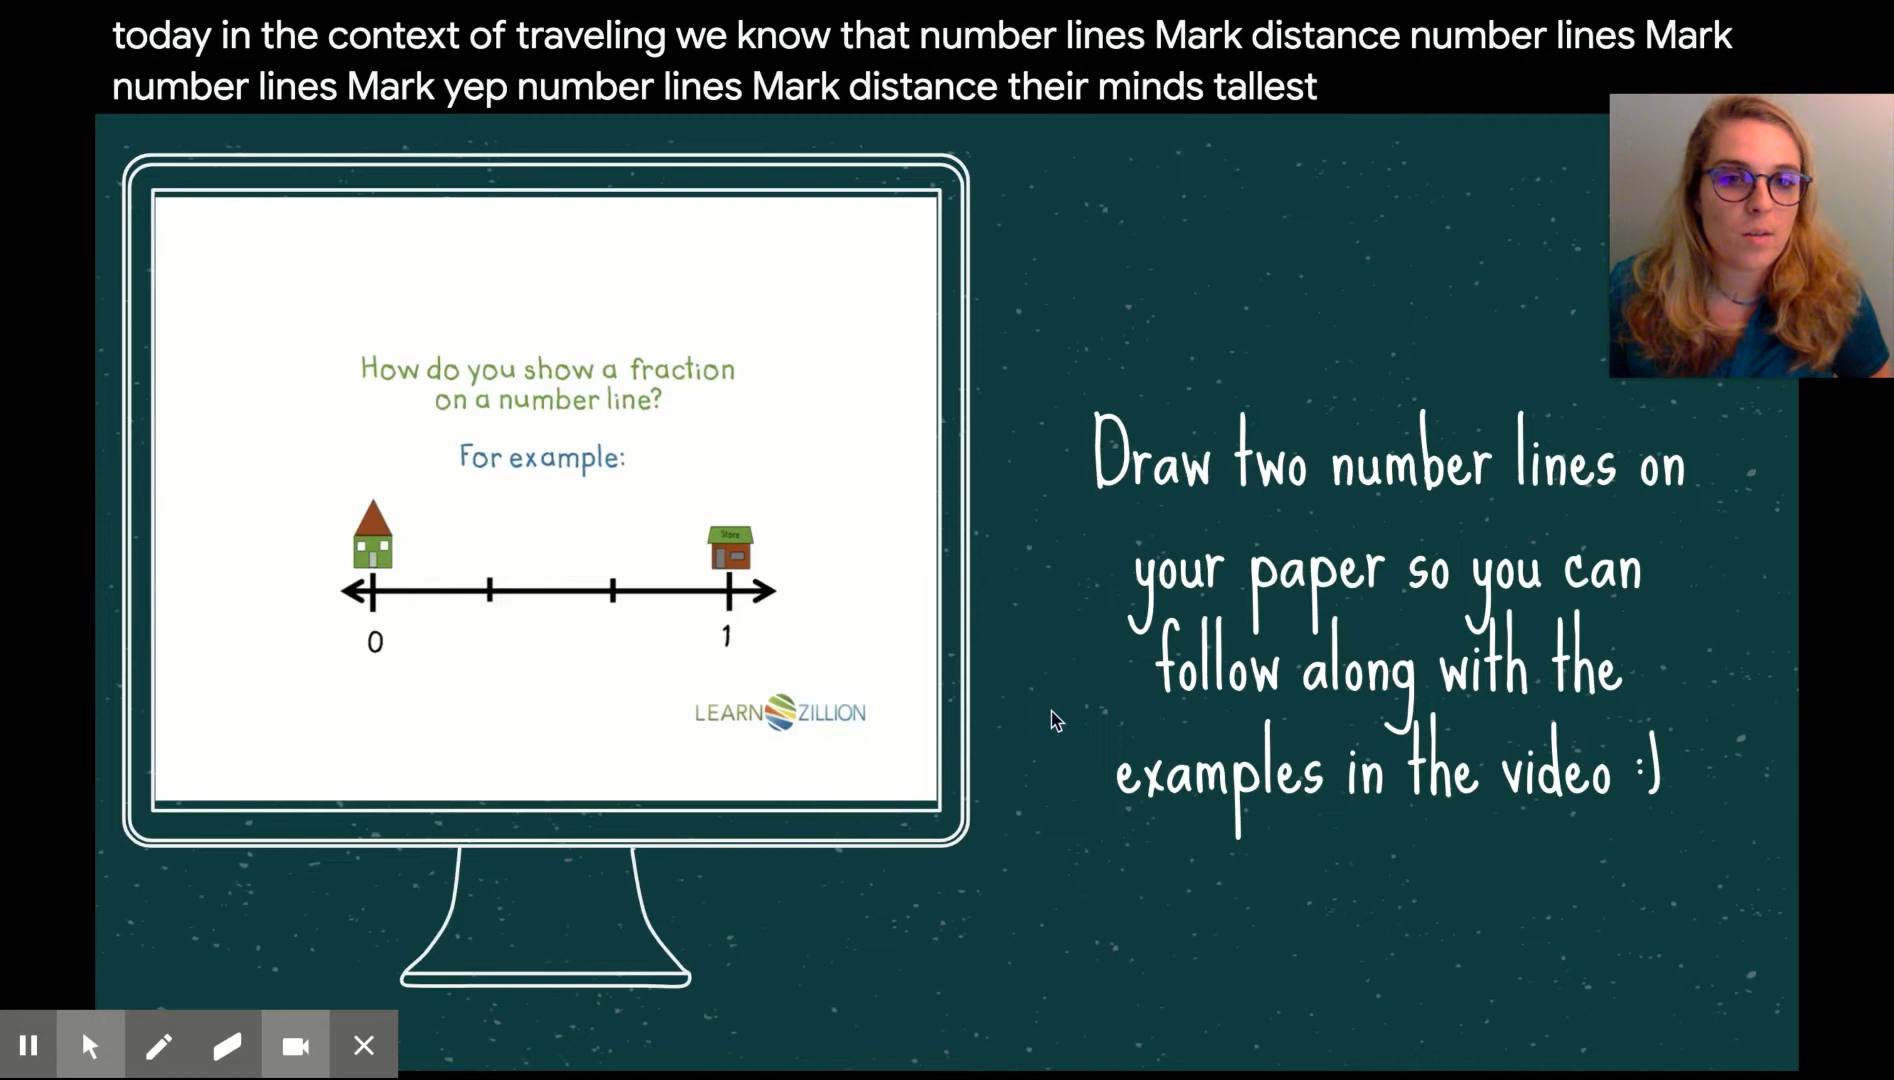 today in the context of traveling we know that number lines Mark distance number lines Mark
number lines Mark yep number lines Mark distance their minds tallest
How do you show a fraction
on a number line?
For example:
Store
0
1
LEARN ZILLION
Draw two number lines on
your paper so you can
follow along with the
examples in the video :)